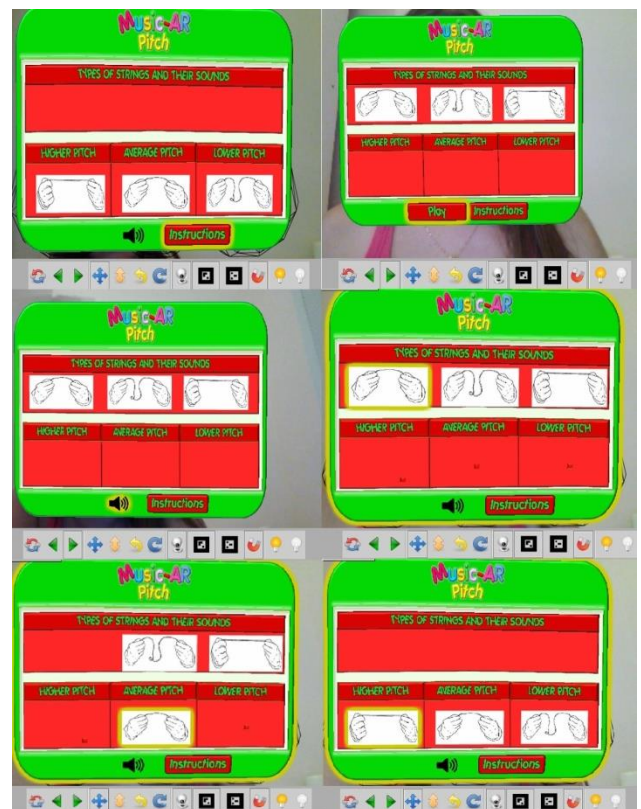 Music-AR
Pitch
TYPES OF STRINGS AND THEIR SOUNDS
HIGHER PITCH AVERAGE PITCH LOWER PITCH
Instructions
Music-AR
Pitch
TYPES OF STRINGS AND THEIR SOUNDS
HIGHER PITCH AVERAGE PITCH LOWER PITCH
Play Instructions
Music-AR
Pitch
TYPES OF STRINGS AND THEIR SOUNDS
HIGHER PITCH AVERAGE PITCH LOWER PITCH
Instructions
Music-AR
Pitch
TYPES OF STRINGS AND THEIR SOUNDS
HIGHER PITCH AVERAGE PITCH LOWER PITCH
Instructions
Music-AR
Pitch
TYPES OF STRINGS AND THEIR SOUNDS
HIGHER PITCH AVERAGE PITCH LOWER PITCH
Instructions
Music-AR
Pitch
TYPES OF STRINGS AND THEIR SOUNDS
HIGHER PITCH AVERAGE PITCH LOWER PITCH
Instructions